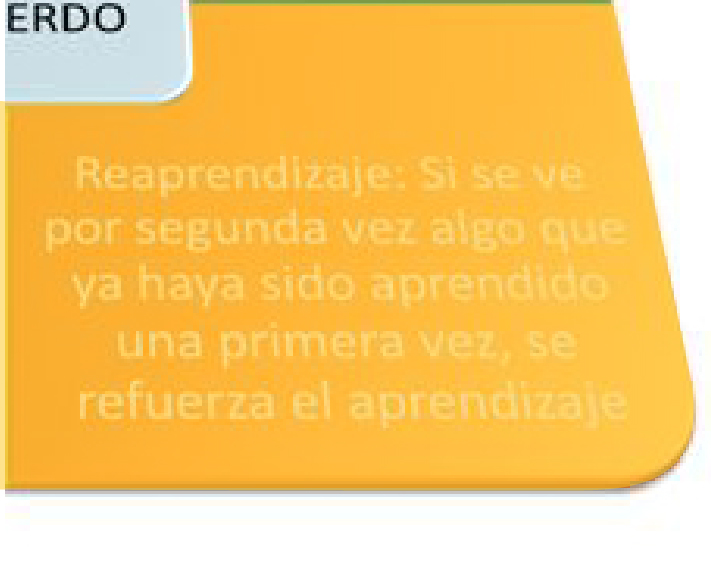 ERDO
Reaprendizaje: Si se ve
por segunda vez algo que
ya haya sido aprendido
una primera vez, se
refuerza el aprendizaje